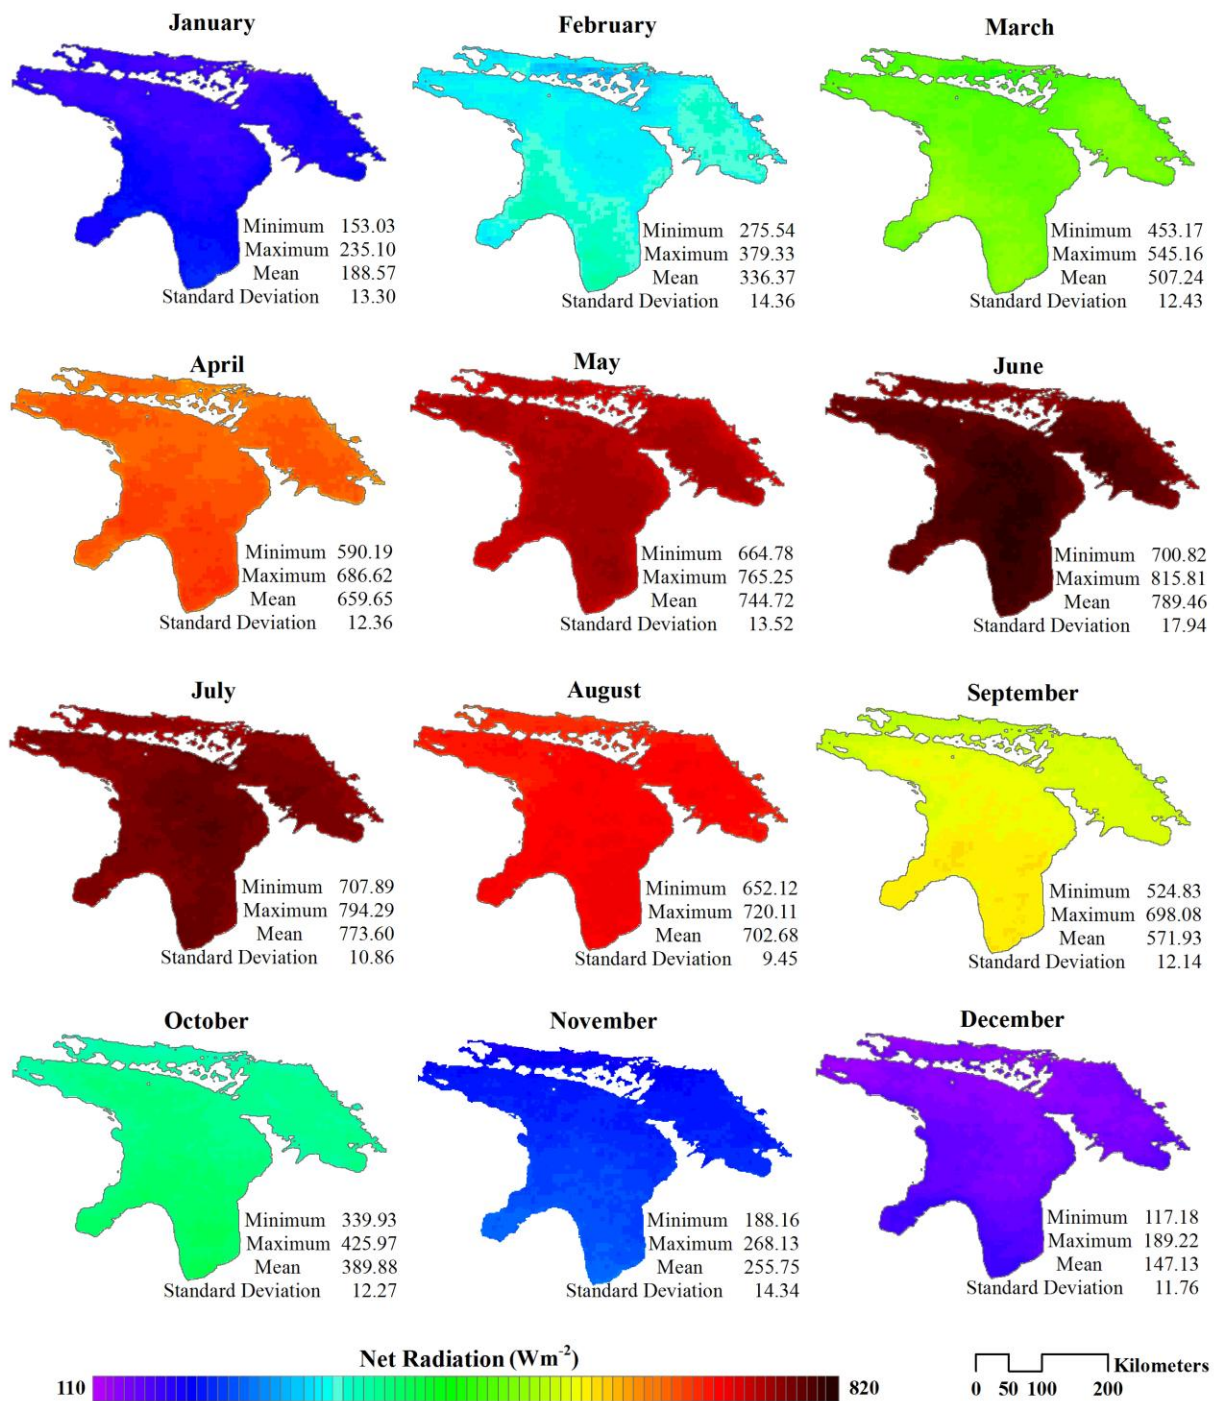 January
February
March
Minimum 153.03
Maximum 235.10
Mean 188.57
Standard Deviation 13.30
Minimum 275.54
Maximum 379.33
Mean 336.37
Standard Deviation 14.36
Minimum 453.17
Maximum 545.16
Mean 507.24
Standard Deviation 12.43
April
May
June
Minimum 590.19
Maximum 686.62
Mean 659.65
Standard Deviation 12.36
Minimum 664.78
Maximum 765.25
Mean 744.72
Standard Deviation 13.52
Minimum 700.82
Maximum 815.81
Mean 789.46
Standard Deviation 17.94
July
August
September
Minimum 707.89
Maximum 794.29
Mean 773.60
Standard Deviation 10.86
Minimum 652.12
Maximum 720.11
Mean 702.68
Standard Deviation 9.45
Minimum 524.83
Maximum 698.08
Mean 571.93
Standard Deviation 12.14
October
November
December
Minimum 339.93
Maximum 425.97
Mean 389.88
Standard Deviation 12.27
Minimum 188.16
Maximum 268.13
Mean 255.75
Standard Deviation 14.34
Minimum 117.18
Maximum 189.22
Mean 147.13
Standard Deviation 11.76
Net Radiation (Wm⁻²)
110 820
Kilometers
0 50 100 200